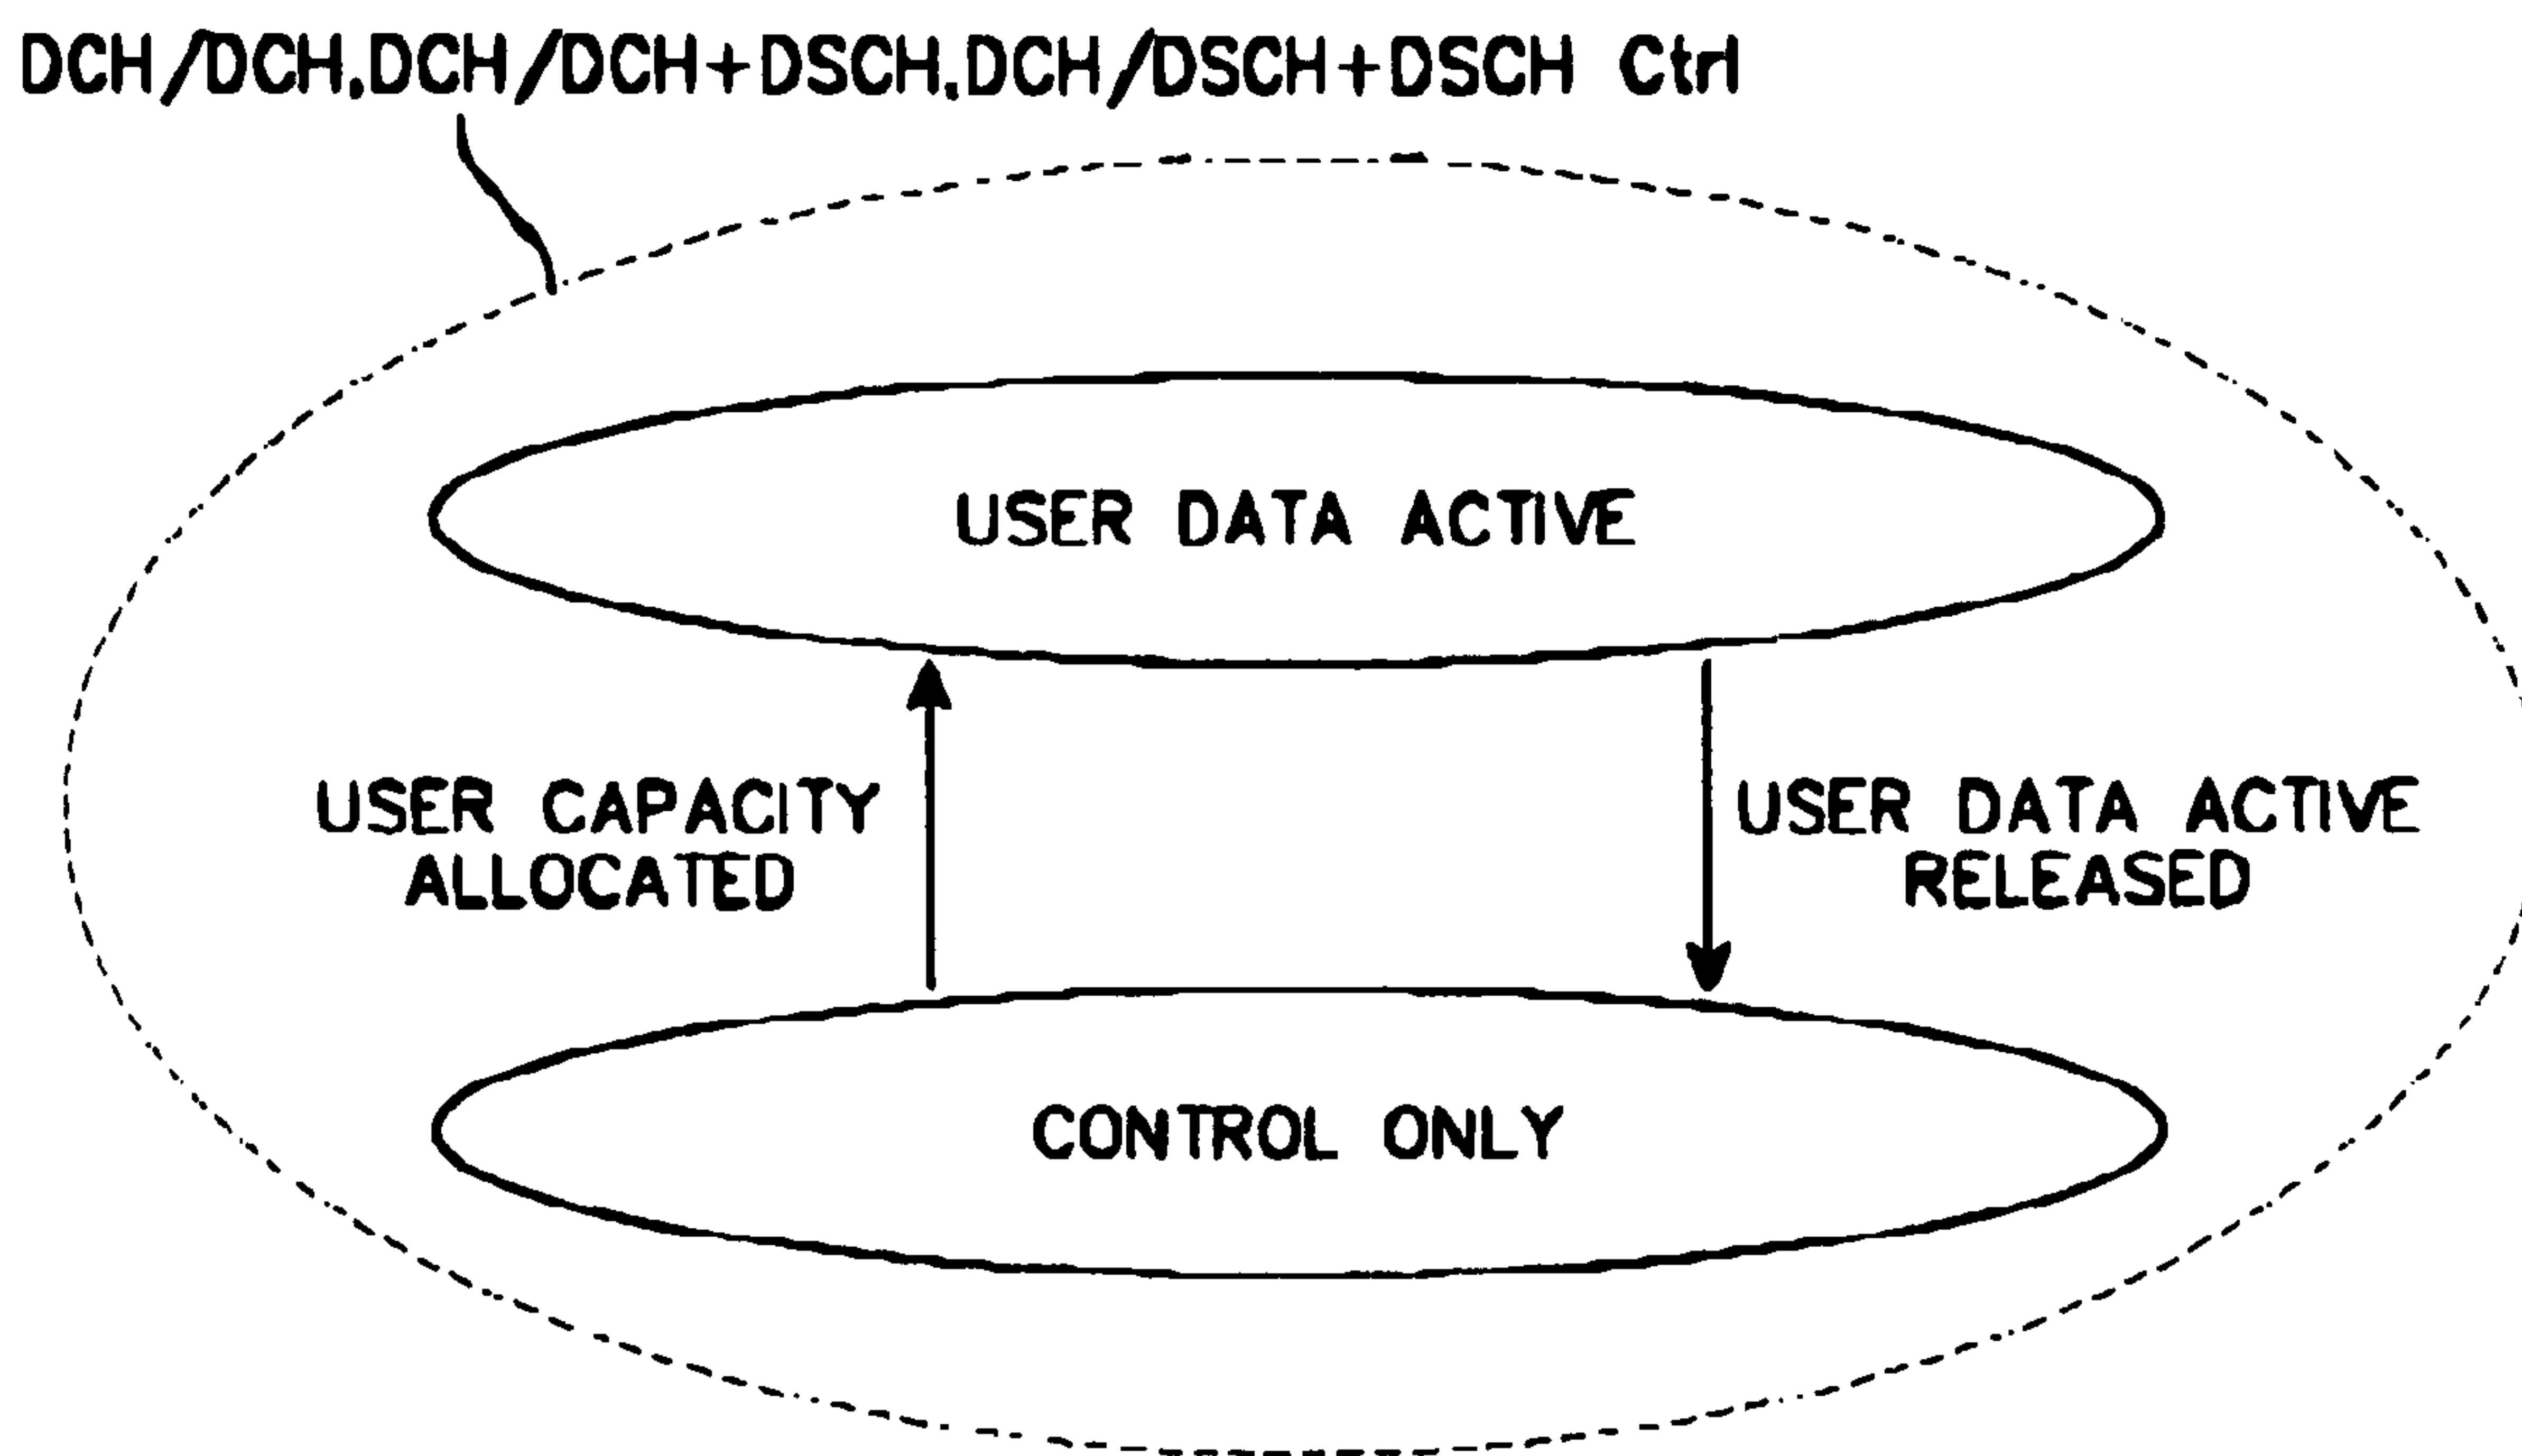 DCH/DCH,DCH/DCH+DSCH,DCH/DSCH+DSCH Ctrl
USER DATA ACTIVE
USER CAPACITY
ALLOCATED
USER DATA ACTIVE
RELEASED
CONTROL ONLY